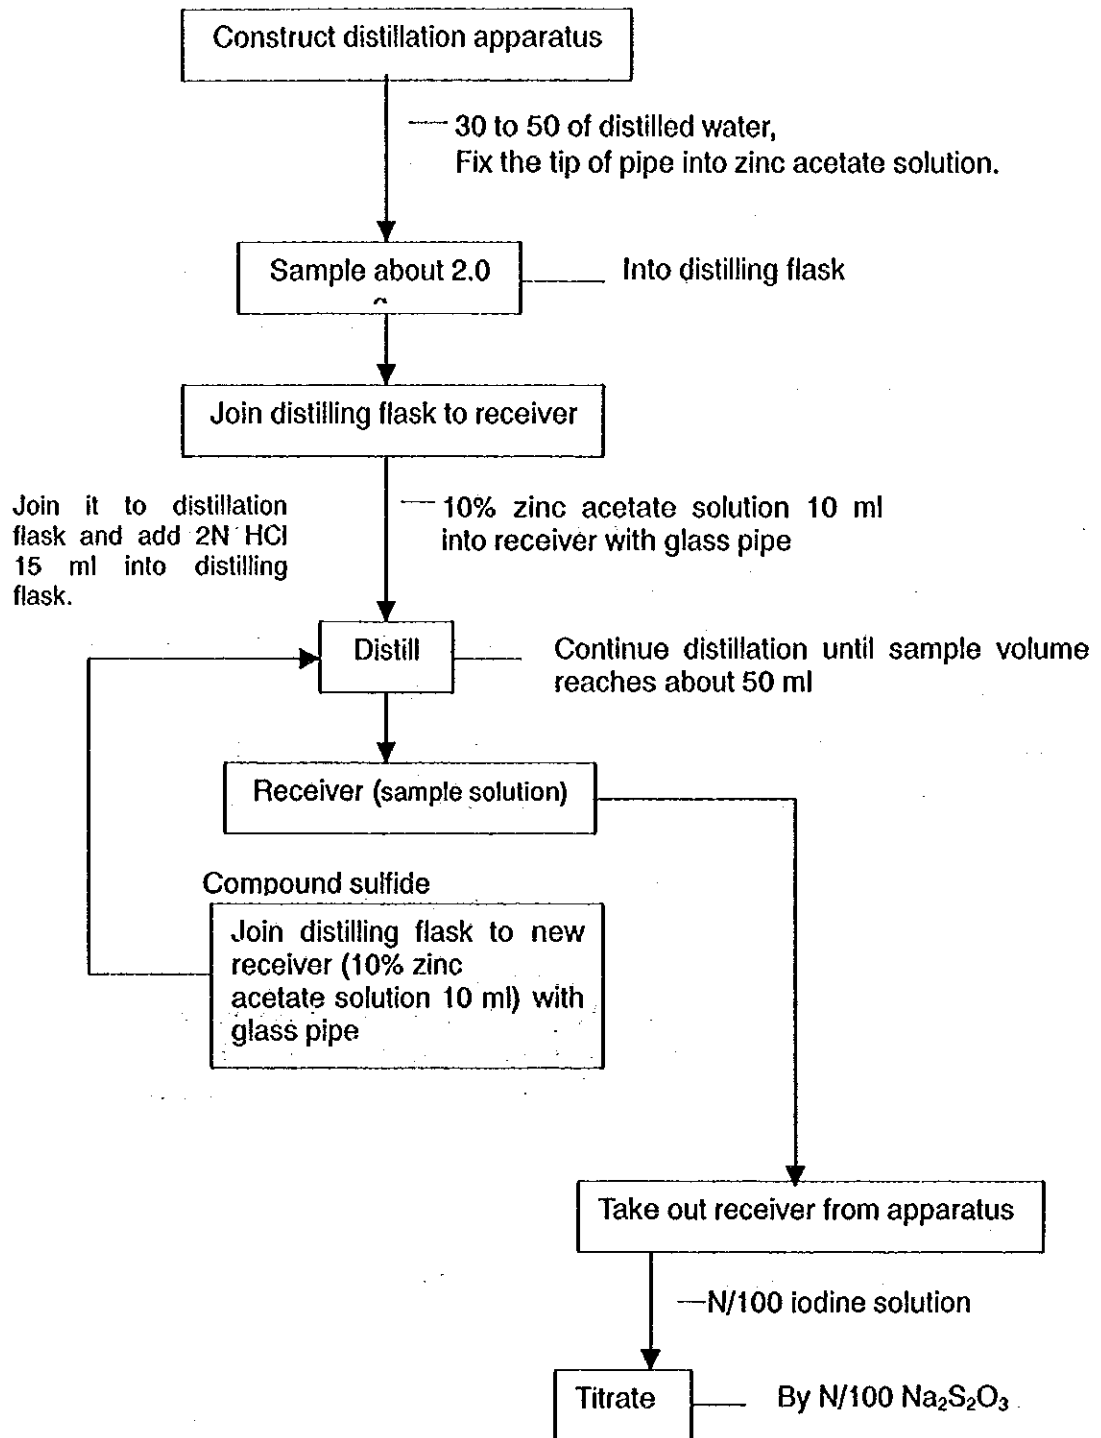 Construct distillation apparatus
30 to 50 of distilled water,
Fix the tip of pipe into zinc acetate solution.
Sample about 2.0
Into distilling flask
Join distilling flask to receiver
Join it to distillation
flask and add 2N HCl
15 ml into distilling
flask.
10% zinc acetate solution 10 ml
into receiver with glass pipe
Distill
Continue distillation until sample volume
reaches about 50 ml
Receiver (sample solution)
Compound sulfide
Join distilling flask to new
receiver (10% zinc
acetate solution 10 ml) with
glass pipe
Take out receiver from apparatus
N/100 iodine solution
Titrate
By N/100 Na₂S₂O₃